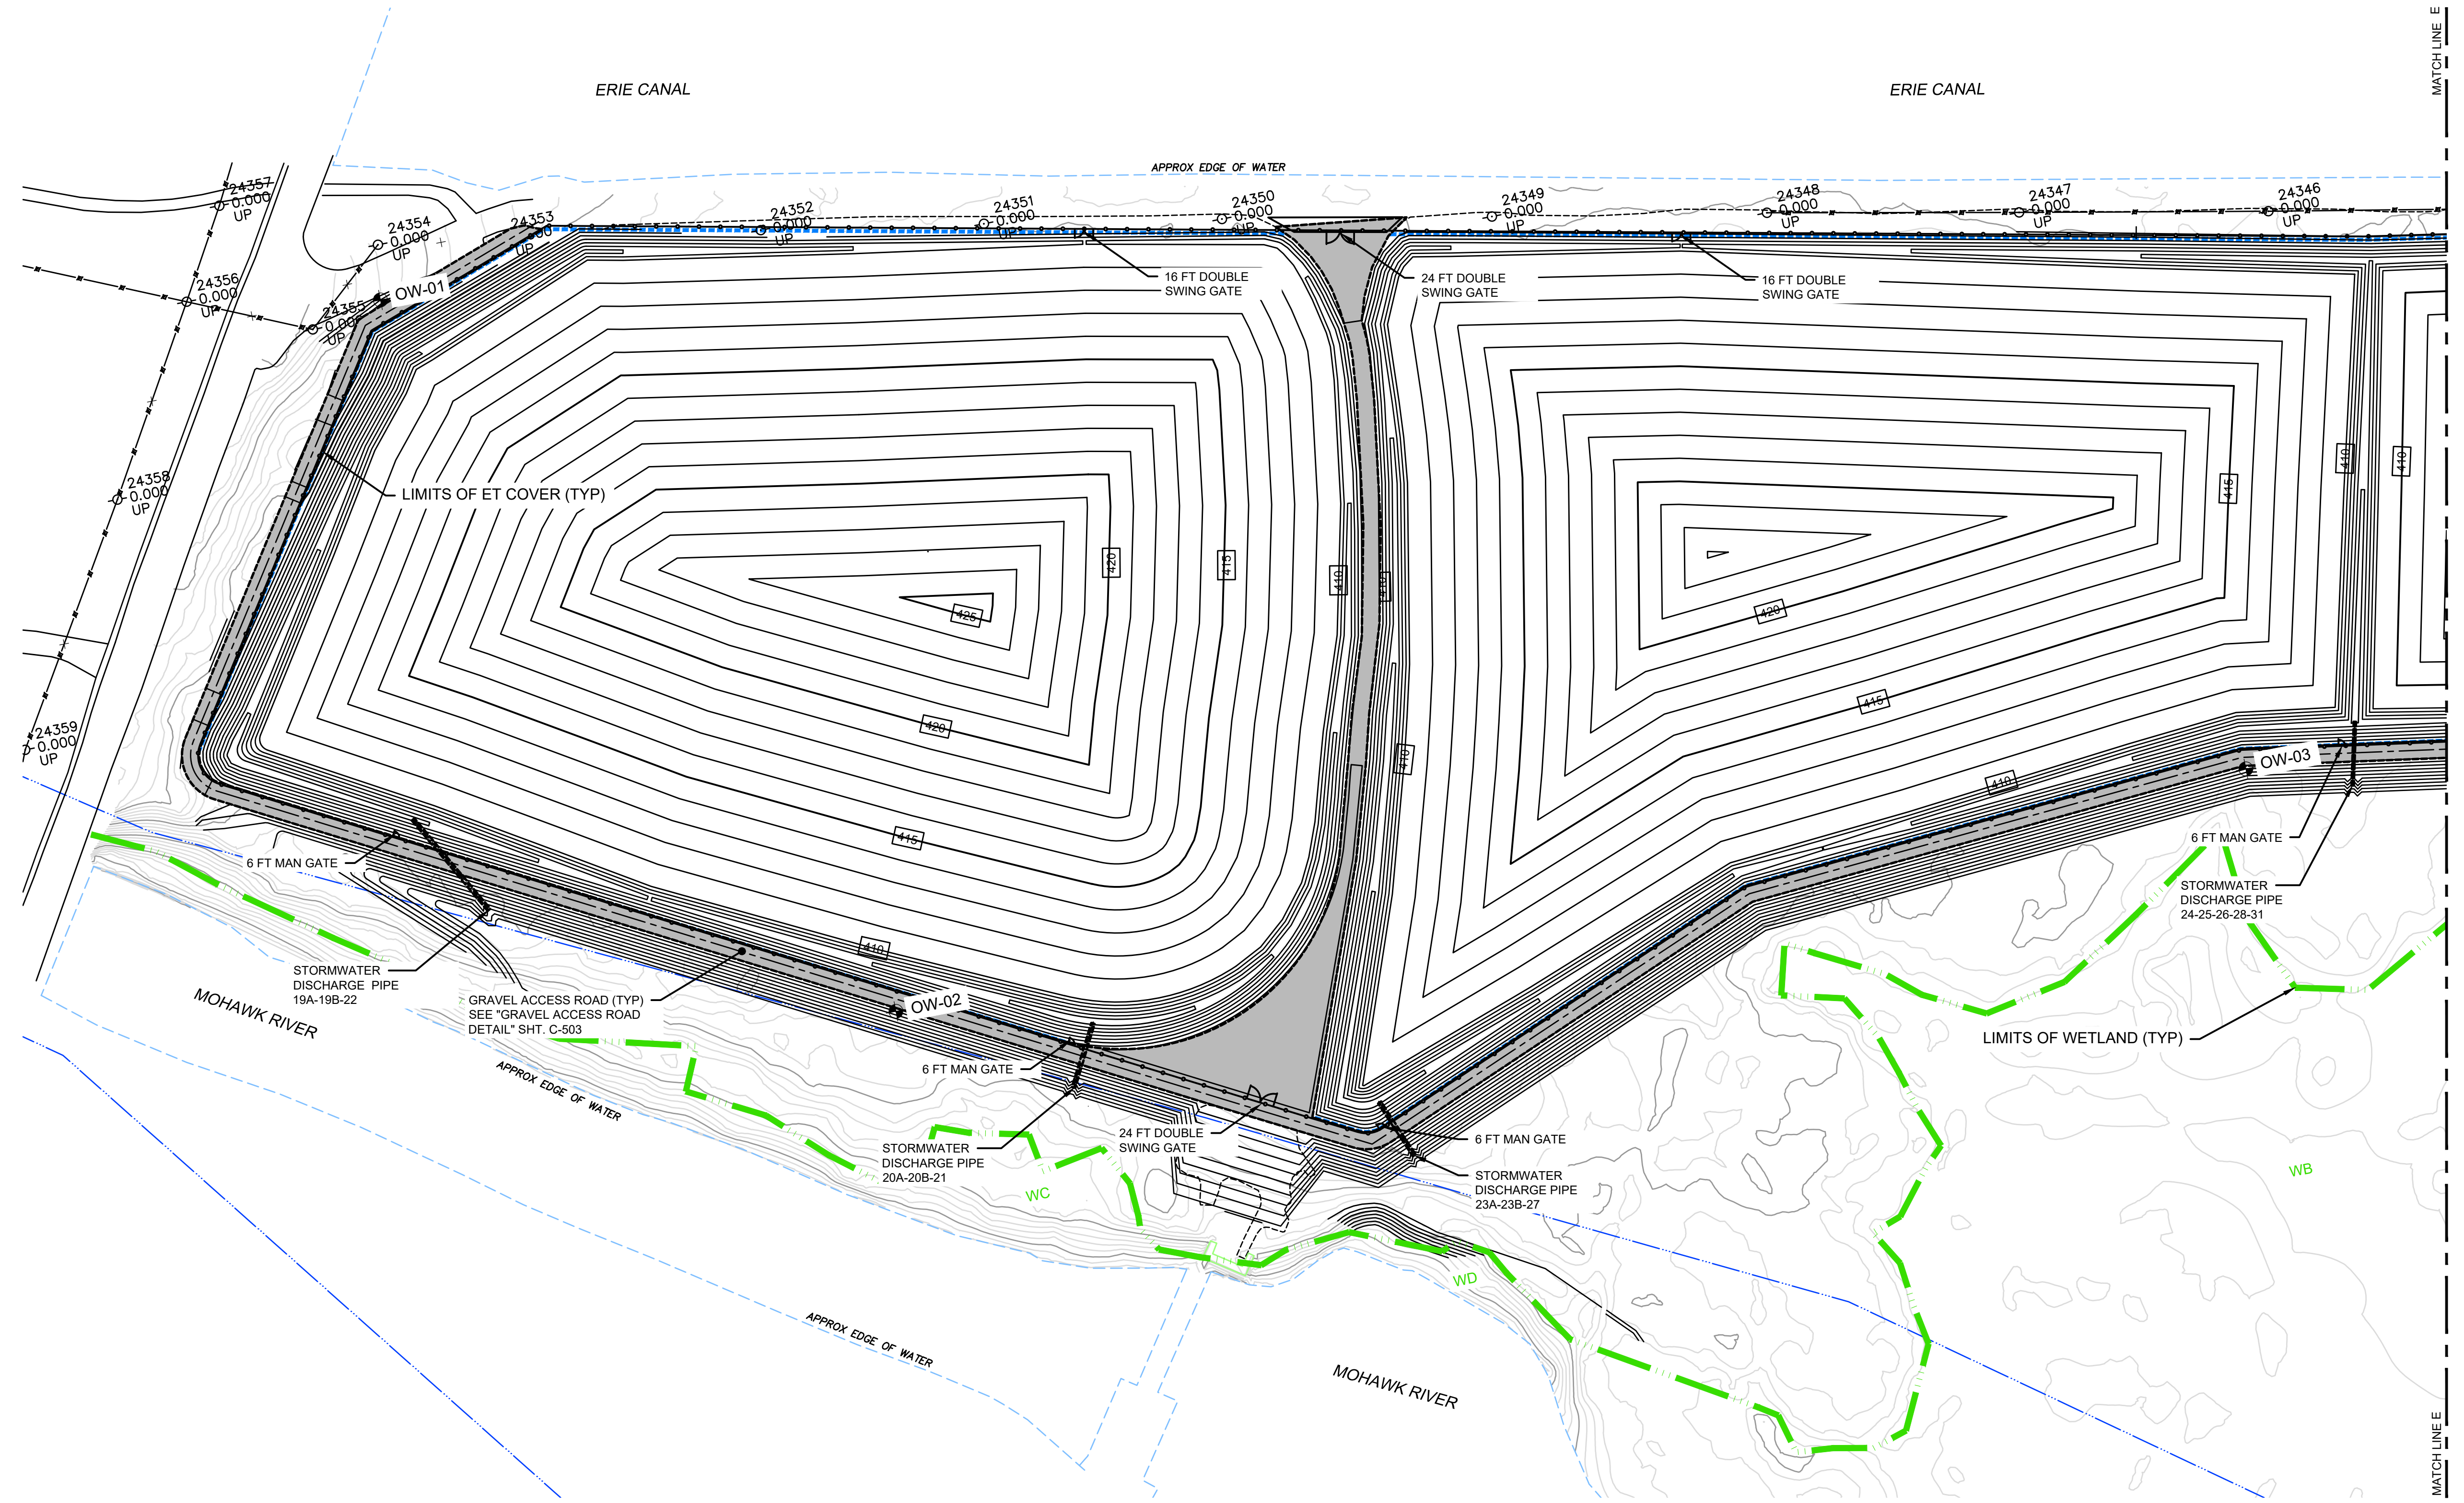 MATCH LINE E
ERIE CANAL
ERIE CANAL
APPROX EDGE OF WATER
24357
0.000
UP
24354
0.000
UP
24353
0.000
UP
24352
0.000
UP
24351
0.000
UP
24350
0.000
UP
24349
0.000
UP
24348
0.000
UP
24347
0.000
UP
24346
0.000
UP
24356
0.000
UP
24355
0.000
UP
OW-01
16 FT DOUBLE
SWING GATE
24 FT DOUBLE
SWING GATE
16 FT DOUBLE
SWING GATE
24358
0.000
UP
LIMITS OF ET COVER (TYP)
410
410
415
420
415
410
410
425
420
420
415
415
410
410
410
24359
0.000
UP
OW-03
6 FT MAN GATE
6 FT MAN GATE
STORMWATER
DISCHARGE PIPE
24-25-26-28-31
410
STORMWATER
DISCHARGE PIPE
19A-19B-22
GRAVEL ACCESS ROAD (TYP)
SEE "GRAVEL ACCESS ROAD
DETAIL" SHT. C-503
OW-02
MOHAWK RIVER
LIMITS OF WETLAND (TYP)
APPROX EDGE OF WATER
6 FT MAN GATE
24 FT DOUBLE
SWING GATE
6 FT MAN GATE
STORMWATER
DISCHARGE PIPE
20A-20B-21
STORMWATER
DISCHARGE PIPE
23A-23B-27
WC
WB
WD
APPROX EDGE OF WATER
MOHAWK RIVER
MATCH LINE E